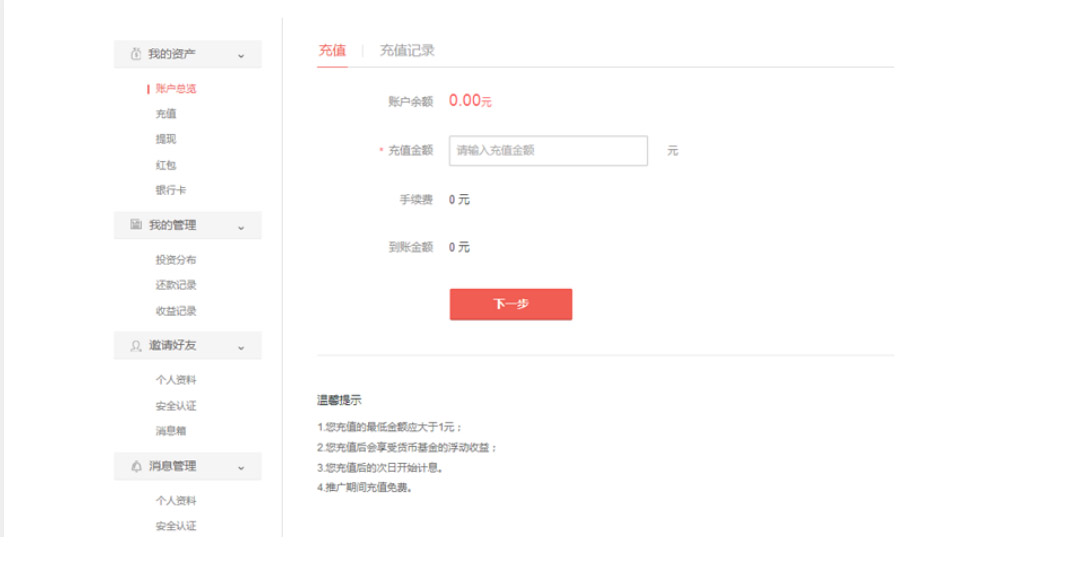 我的资产
账户总览
充值
提现
红包
银行卡
我的管理
投资分布
还款记录
收益记录
邀请好友
个人资料
安全认证
消息箱
消息管理
个人资料
安全认证
充值 充值记录
账户余额 0.00元
* 充值金额 请输入充值金额 元
手续费 0 元
到账金额 0 元
下一步
温馨提示
1.您充值的最低金额应大于1元；
2.您充值后会享受货币基金的浮动收益；
3.您充值后的次日开始计息。
4.推广期间充值免费。